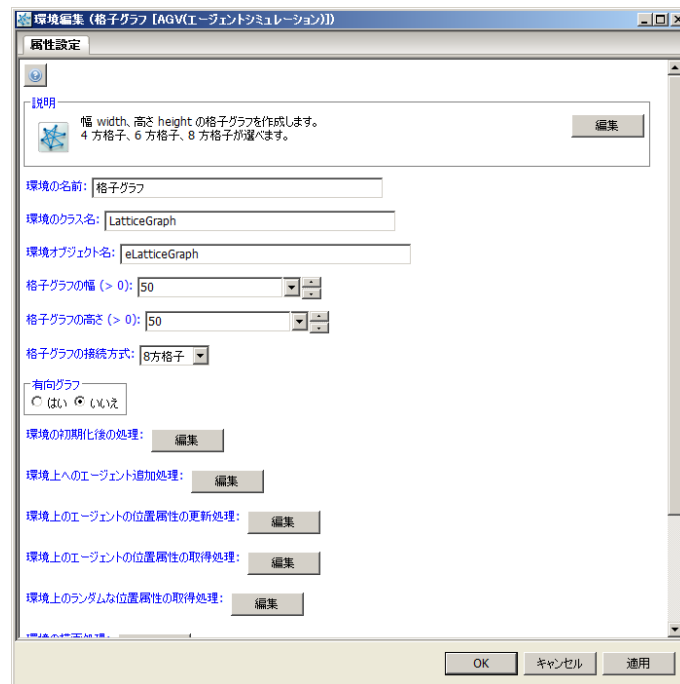 環境編集 (格子グラフ [AGV(エージェントシミュレーション)])
属性設定
説明
幅 width、高さ height の格子グラフを作成します。
4 方格子、6 方格子、8 方格子が選べます。
編集
環境の名前: 格子グラフ
環境のクラス名: LatticeGraph
環境オブジェクト名: eLatticeGraph
格子グラフの幅 (> 0): 50
格子グラフの高さ (> 0): 50
格子グラフの接続方式: 8方格子
有向グラフ
はい いいえ
環境の初期化後の処理: 編集
環境上へのエージェント追加処理: 編集
環境上のエージェントの位置属性の更新処理: 編集
環境上のエージェントの位置属性の取得処理: 編集
環境上のランダムな位置属性の取得処理: 編集
環境の描画処理:
OK キャンセル 適用